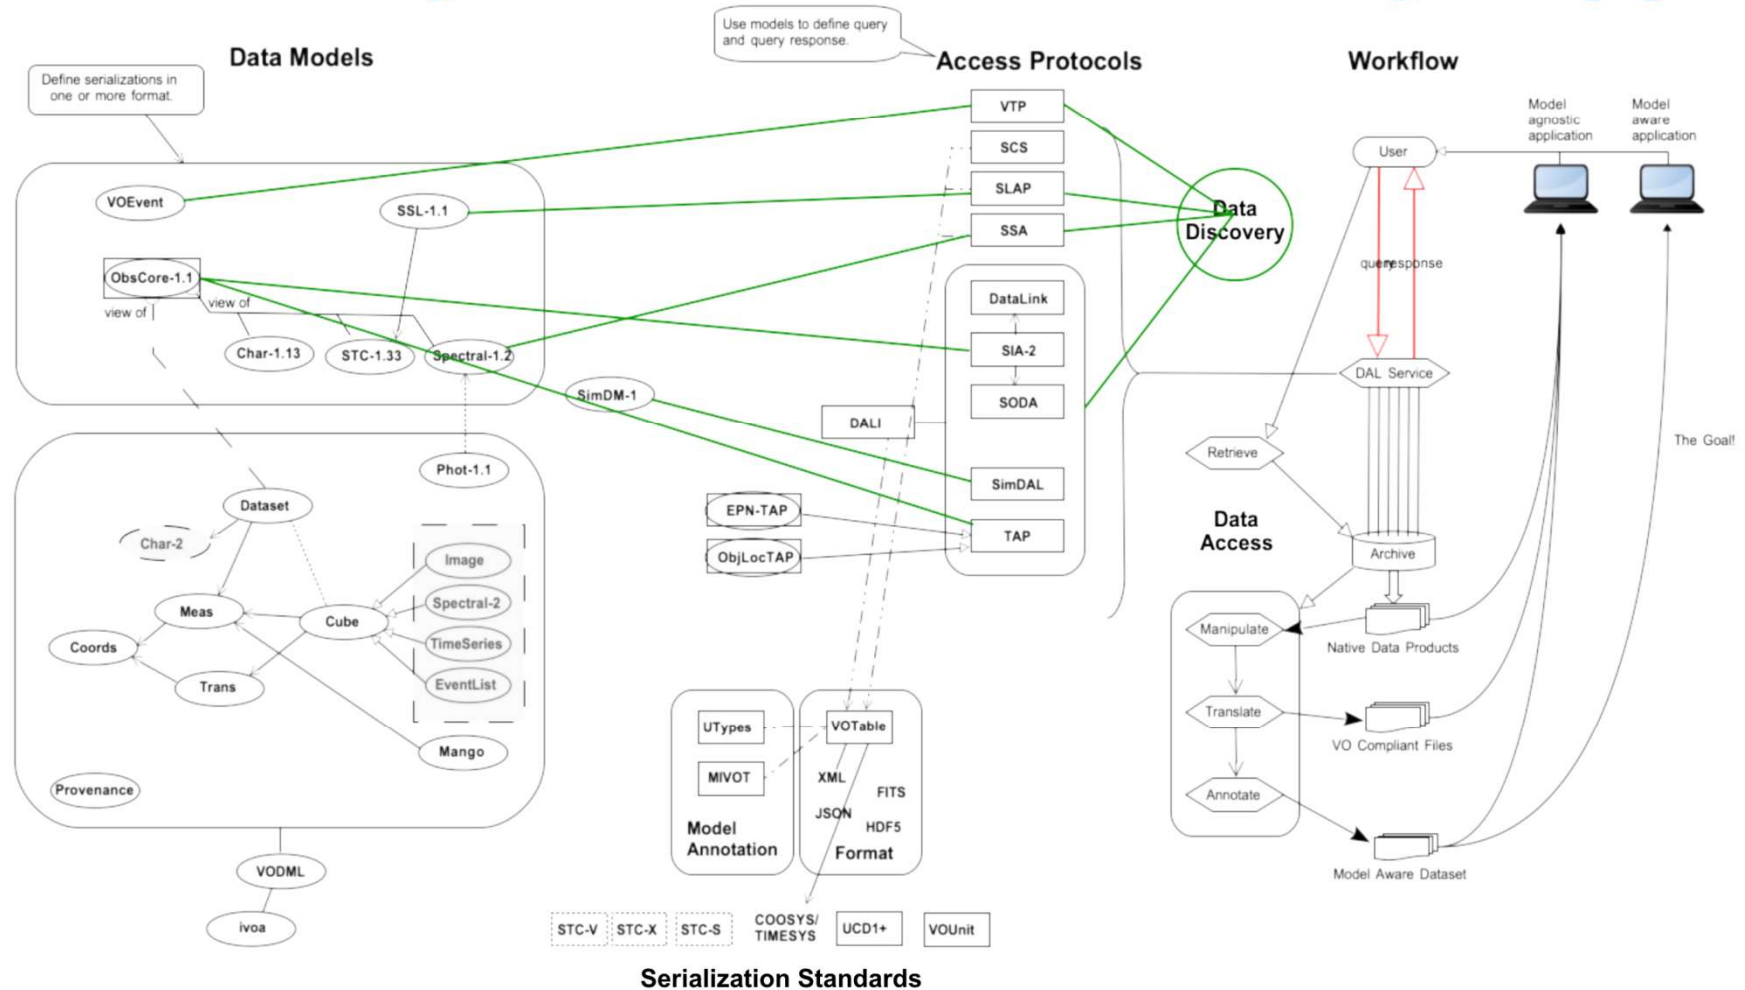 Use models to define query
and query response.
Data Models
Access Protocols
Workflow
Define serializations in
one or more format.
Model
agnostic
application
Model
aware
application
VTP
SCS
SLAP
SSA
User
VOEvent
SSL-1.1
Data
Discovery
ObsCore-1.1
view of
view of
Char-1.13
STC-1.33
Spectral-1.2
query
response
DataLink
SIA-2
SODA
DAL Service
SimDM-1
DALI
The Goal!
Retrieve
Phot-1.1
SimDAL
TAP
EPN-TAP
ObjLocTAP
Data
Access
Archive
Dataset
Char-2
Image
Spectral-2
TimeSeries
EventList
Meas
Cube
Coords
Trans
Mango
Provenance
Manipulate
Native Data Products
Translate
VO Compliant Files
Annotate
Model Aware Dataset
UTypes
VOTable
MIVOT
XML
FITS
JSON
HDF5
Model
Annotation
Format
VODML
ivoa
STC-V
STC-X
STC-S
COOSYS/
TIMESYS
UCD1+
VOUnit
Serialization Standards